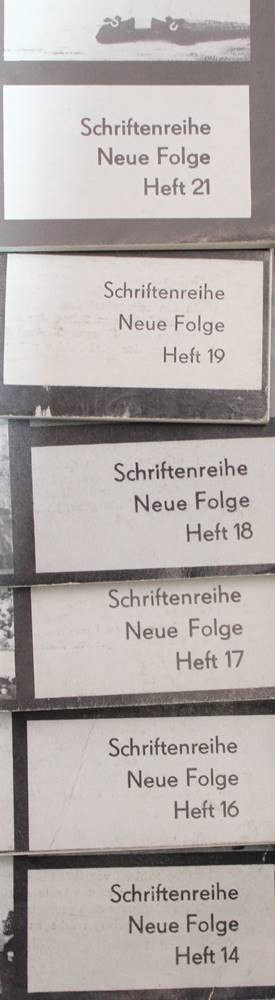 Schriftenreihe
Neue Folge
Heft 21
Schriftenreihe
Neue Folge
Heft 19
Schriftenreihe
Neue Folge
Heft 18
Schriftenreihe
Neue Folge
Heft 17
Schriftenreihe
Neue Folge
Heft 16
Schriftenreihe
Neue Folge
Heft 14